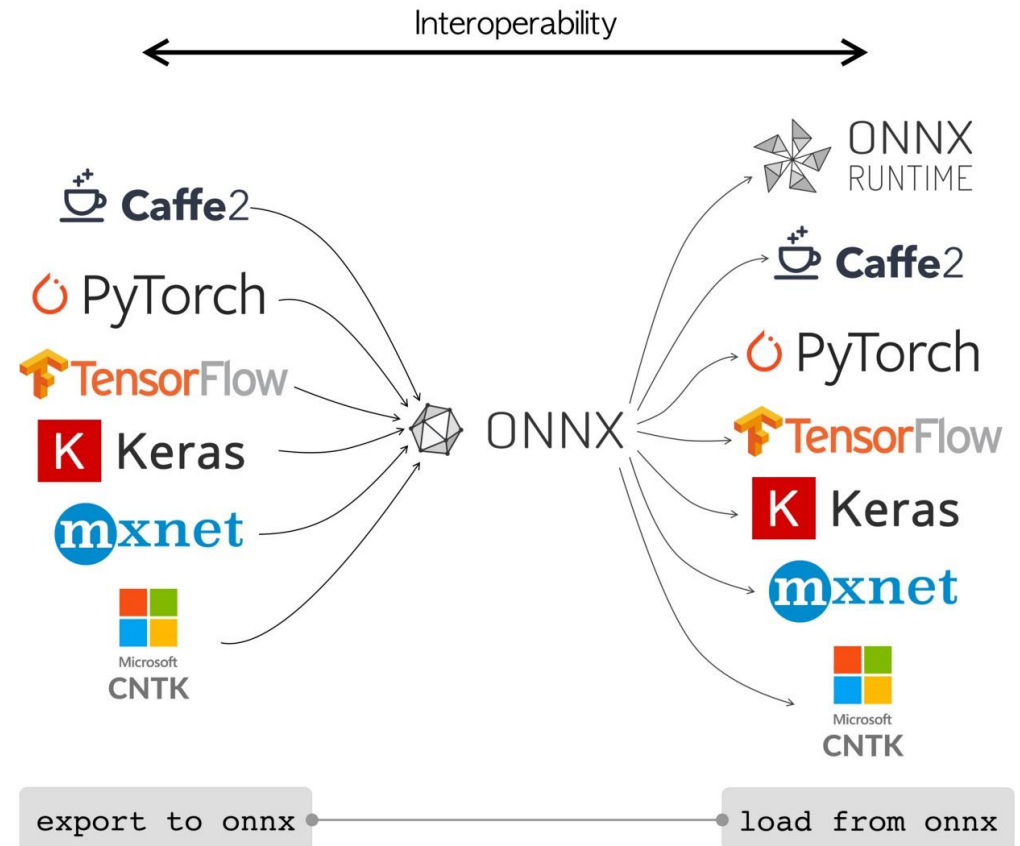 Interoperability
Caffe2
PyTorch
TensorFlow
K Keras
mxnet
Microsoft
CNTK
ONNX
ONNX
RUNTIME
Caffe2
PyTorch
TensorFlow
K Keras
mxnet
Microsoft
CNTK
export to onnx
load from onnx